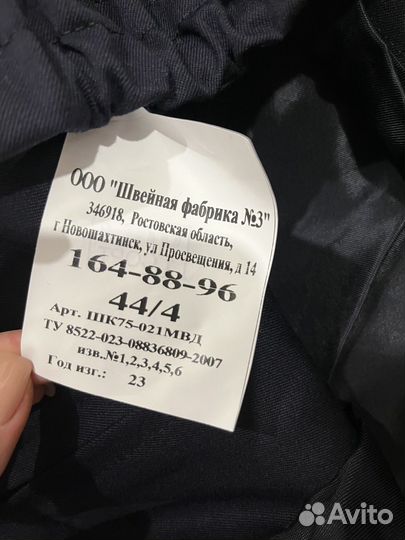 ООО "Швейная фабрика №3"
346918, Ростовская область,
г Новошахтинск, ул Просвещения, д 14
164-88-96
44/4
Арт. ШК75-021МВД
ТУ 8522-023-08836809-2007
изв.№1,2,3,4,5,6
Год изг.: 23
Avito